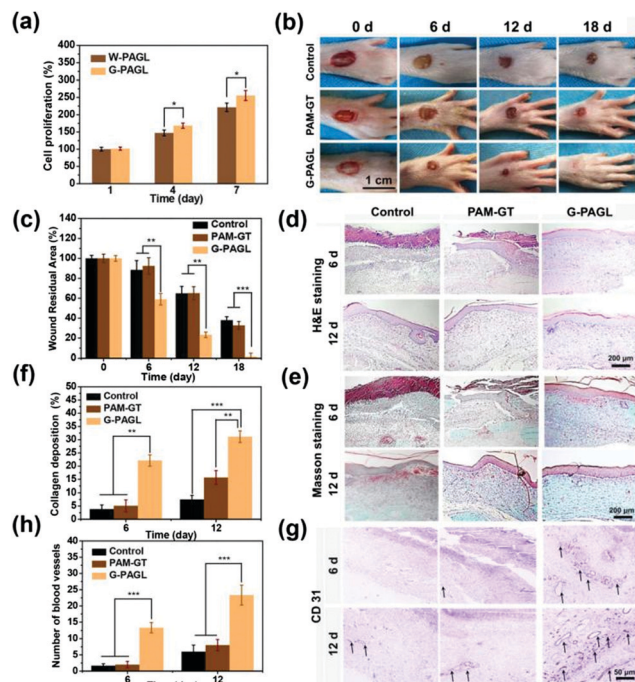 (a)
W-PAGL
G-PAGL
Cell proliferation (%)
400
350
300
250
200
150
100
50
0
*
*
1
4
7
Time (day)
(b)
0 d
6 d
12 d
18 d
Control
PAM-GT
G-PAGL
1 cm
(c)
Control
PAM-GT
G-PAGL
Wound Residual Area (%)
140
120
100
80
60
40
20
0
**
**
***
0
6
12
18
Time (day)
(d)
Control
PAM-GT
G-PAGL
H&E staining
6 d
12 d
200 μm
(e)
Masson staining
6 d
12 d
200 μm
(f)
Control
PAM-GT
G-PAGL
Collagen deposition (%)
50
45
40
35
30
25
20
15
10
5
0
**
***
**
6
12
Time (day)
(g)
CD 31
6 d
12 d
50 μm
(h)
Control
PAM-GT
G-PAGL
Number of blood vessels
35
30
25
20
15
10
5
0
***
***
6
12